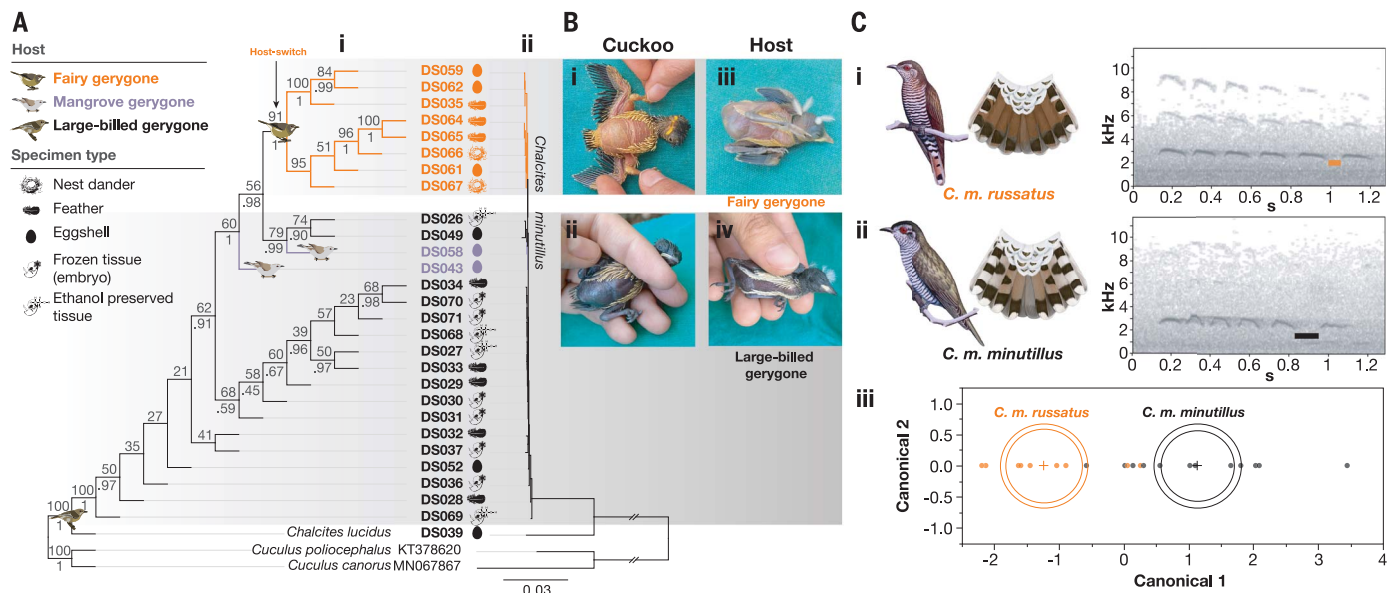 A
Host
Fairy gerygone
Mangrove gerygone
Large-billed gerygone
Specimen type
Nest dander
Feather
Eggshell
Frozen tissue
(embryo)
Ethanol preserved
tissue
i
ii
Host-switch
91
1
100
1
84
.99
95
51
96
1
100
1
56
.98
60
1
79
.99
74
.90
62
.91
68
.59
58
.45
60
.67
39
.96
57
50
.97
23
68
.98
21
41
27
35
50
.97
100
1
100
1
100
1
DS059
DS062
DS035
DS064
DS065
DS066
DS061
DS067
DS026
DS049
DS058
DS043
DS034
DS070
DS071
DS068
DS027
DS033
DS029
DS030
DS031
DS032
DS037
DS052
DS036
DS028
DS069
Chalcites lucidus DS039
Cuculus poliocephalus KT378620
Cuculus canorus MN067867
Chalcites minutillus
0.03
B
Cuckoo
Host
i
iii
Fairy gerygone
ii
iv
Large-billed
gerygone
C
i
C. m. russatus
kHz
10
8
6
4
2
0
0.2 0.4 0.6 0.8 1 1.2
s
ii
C. m. minutillus
kHz
10
8
6
4
2
0
0.2 0.4 0.6 0.8 1 1.2
s
iii
C. m. russatus
C. m. minutillus
Canonical 2
1.0
0.5
0.0
-0.5
-1.0
-2 -1 0 1 2 3 4
Canonical 1